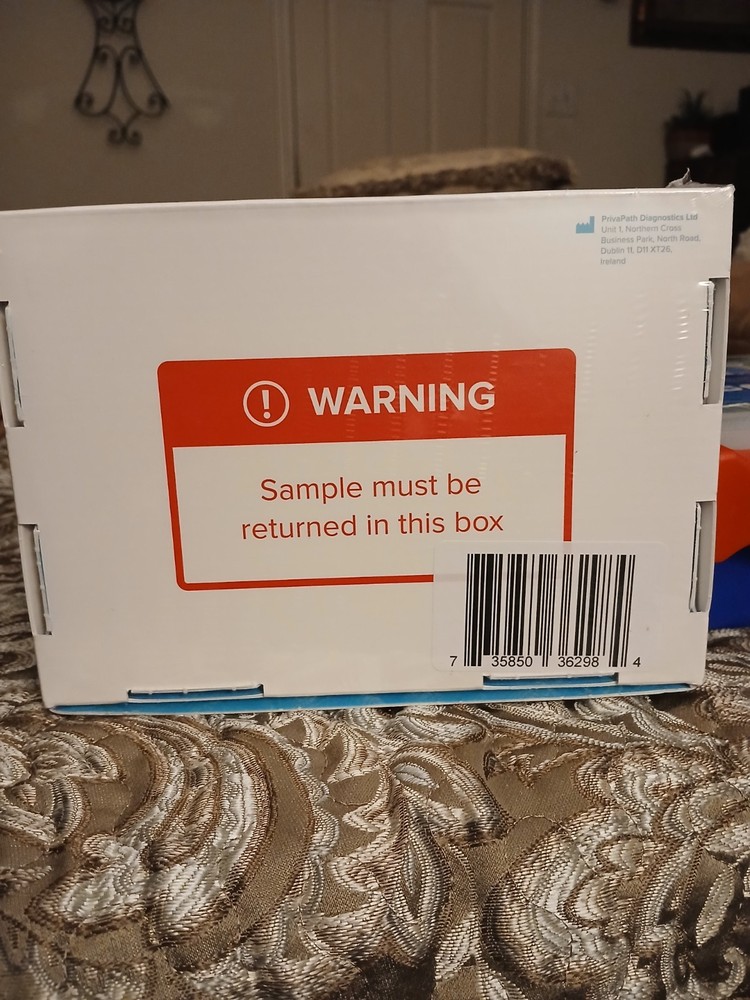 PrivaPath Diagnostics Ltd
Unit 1, Northern Cross
Business Park, North Road,
Dublin 11, D11 XT26,
Ireland
! WARNING
Sample must be
returned in this box
7 35850 36298 4